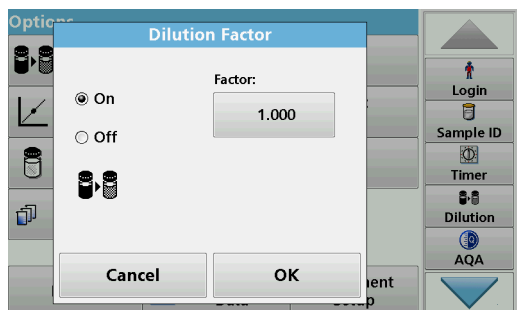 Options
Dilution Factor
On
Off
Factor:
1.000
Cancel
OK
Login
Sample ID
Timer
Dilution
AQA